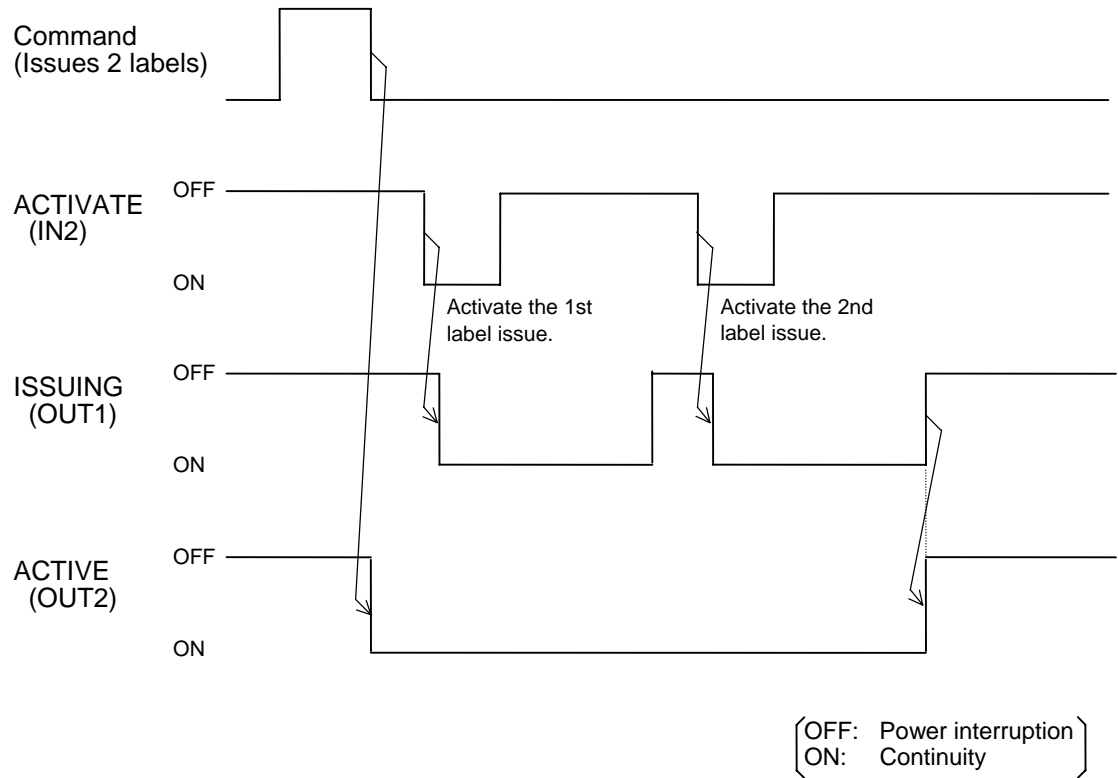 Command
(Issues 2 labels)
ACTIVATE
(IN2)
OFF
ON
Activate the 1st
label issue.
Activate the 2nd
label issue.
ISSUING
(OUT1)
OFF
ON
ACTIVE
(OUT2)
OFF
ON
OFF: Power interruption
ON: Continuity